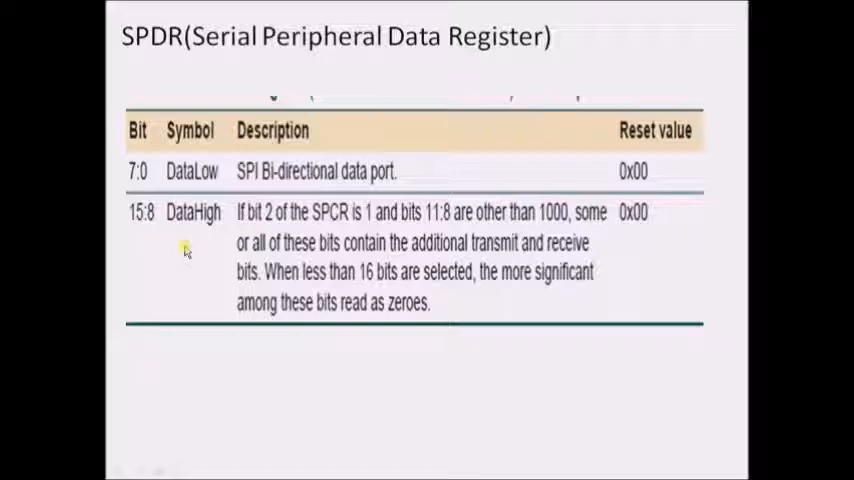 SPDR(Serial Peripheral Data Register)
Bit Symbol Description Reset value
7:0 DataLow SPI Bi-directional data port. 0x00
15:8 DataHigh If bit 2 of the SPCR is 1 and bits 11:8 are other than 1000, some 0x00
or all of these bits contain the additional transmit and receive
bits. When less than 16 bits are selected, the more significant
among these bits read as zeroes.